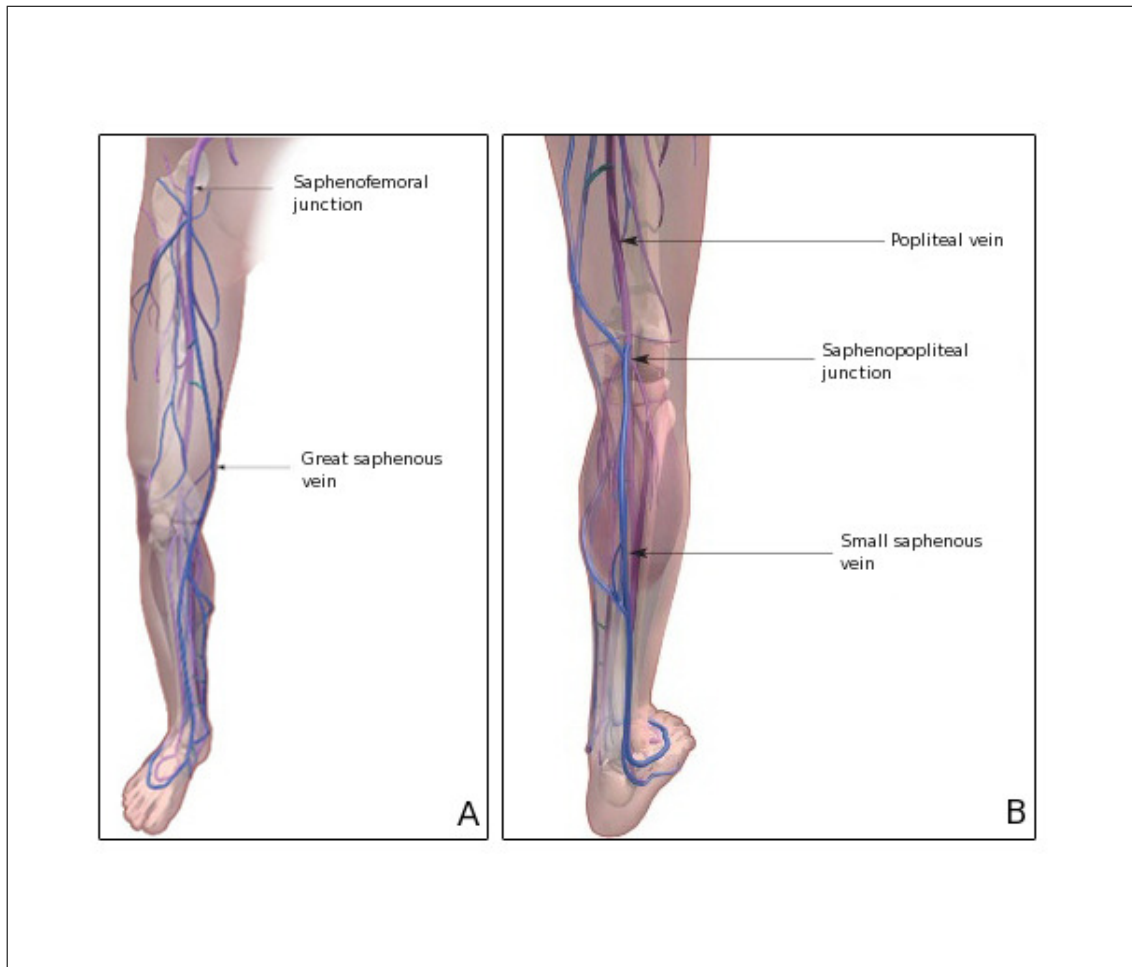 Saphenofemoral
junction
Great saphenous
vein
A
Popliteal vein
Saphenopopliteal
junction
Small saphenous
vein
B